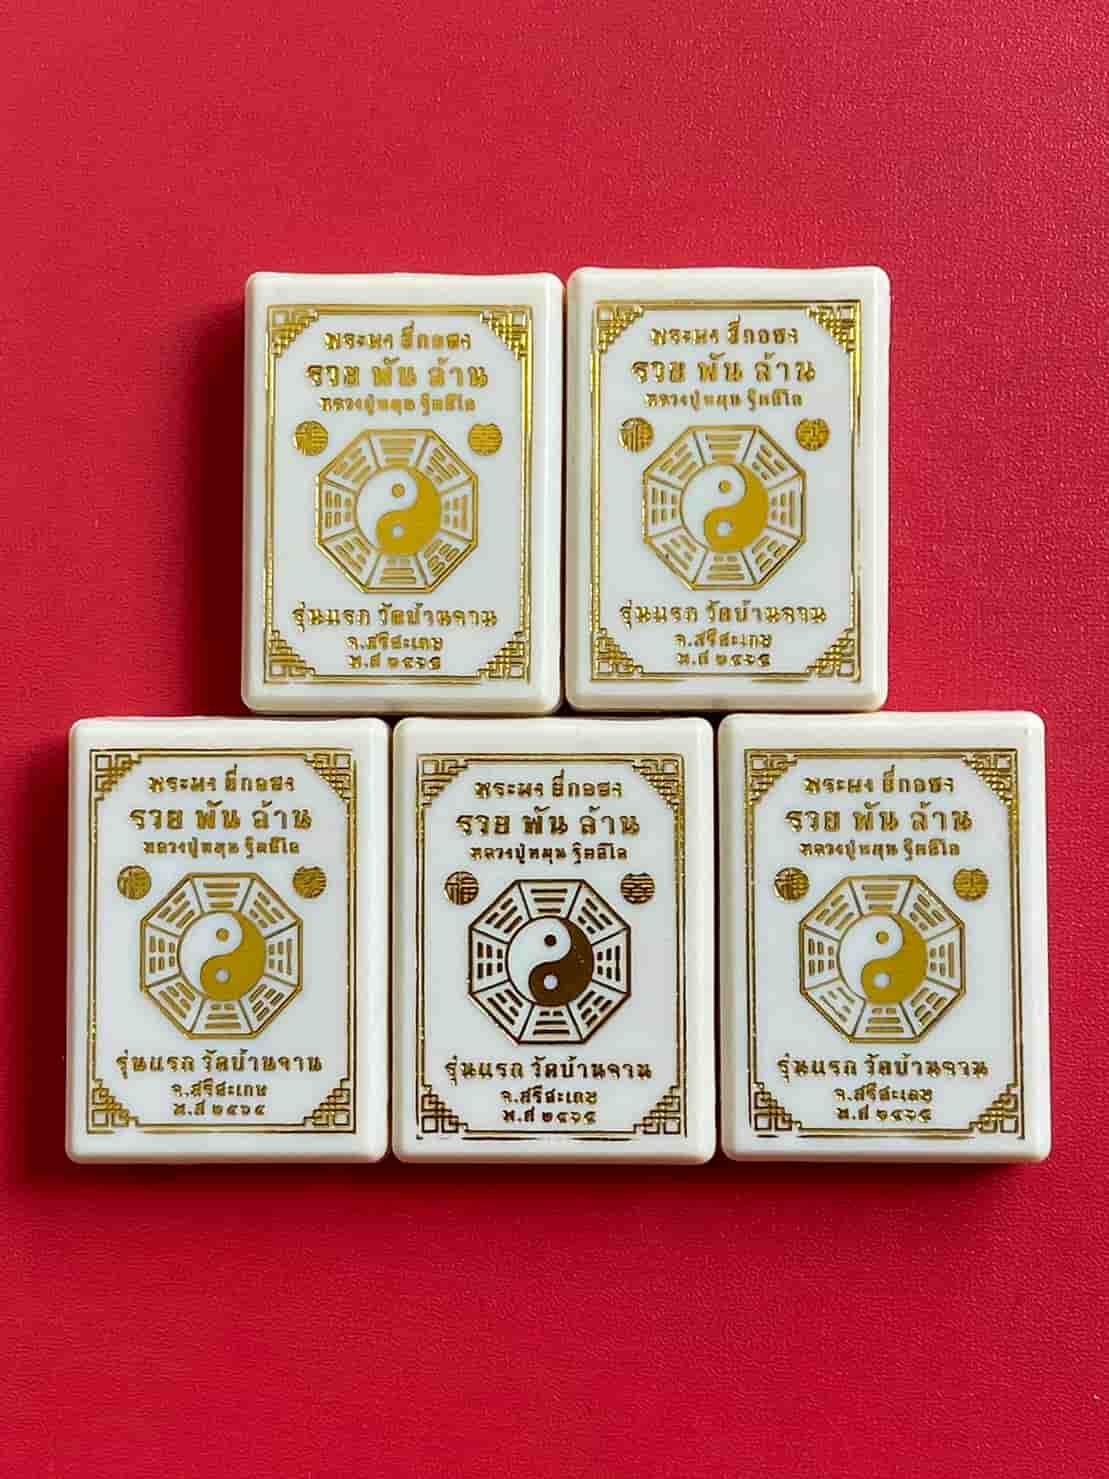 พระผง ยี่กอฮง
รวย พัน ล้าน
หลวงปู่หมุน ฐิตสีโล
福
รุ่นแรก วัดบ้านจาน
จ.ศรีสะเกษ
พ.ศ ๒๕๖๕
พระผง ยี่กอฮง
รวย พัน ล้าน
หลวงปู่หมุน ฐิตสีโล
福
รุ่นแรก วัดบ้านจาน
จ.ศรีสะเกษ
พ.ศ ๒๕๖๕
พระผง ยี่กอฮง
รวย พัน ล้าน
หลวงปู่หมุน ฐิตสีโล
福
รุ่นแรก วัดบ้านจาน
จ.ศรีสะเกษ
พ.ศ ๒๕๖๕
พระผง ยี่กอฮง
รวย พัน ล้าน
หลวงปู่หมุน ฐิตสีโล
福
รุ่นแรก วัดบ้านจาน
จ.ศรีสะเกษ
พ.ศ ๒๕๖๕
พระผง ยี่กอฮง
รวย พัน ล้าน
หลวงปู่หมุน ฐิตสีโล
福
รุ่นแรก วัดบ้านจาน
จ.ศรีสะเกษ
พ.ศ ๒๕๖๕